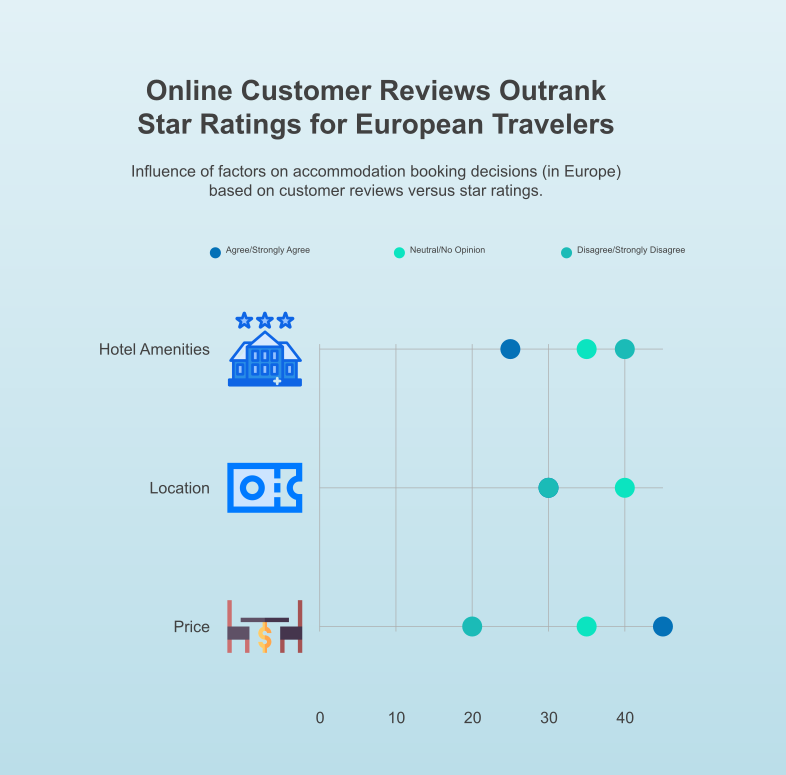 Online Customer Reviews Outrank
Star Ratings for European Travelers
Influence of factors on accommodation booking decisions (in Europe)
based on customer reviews versus star ratings.
Agree/Strongly Agree
Neutral/No Opinion
Disagree/Strongly Disagree
Hotel Amenities
Location
Price
$
0 10 20 30 40